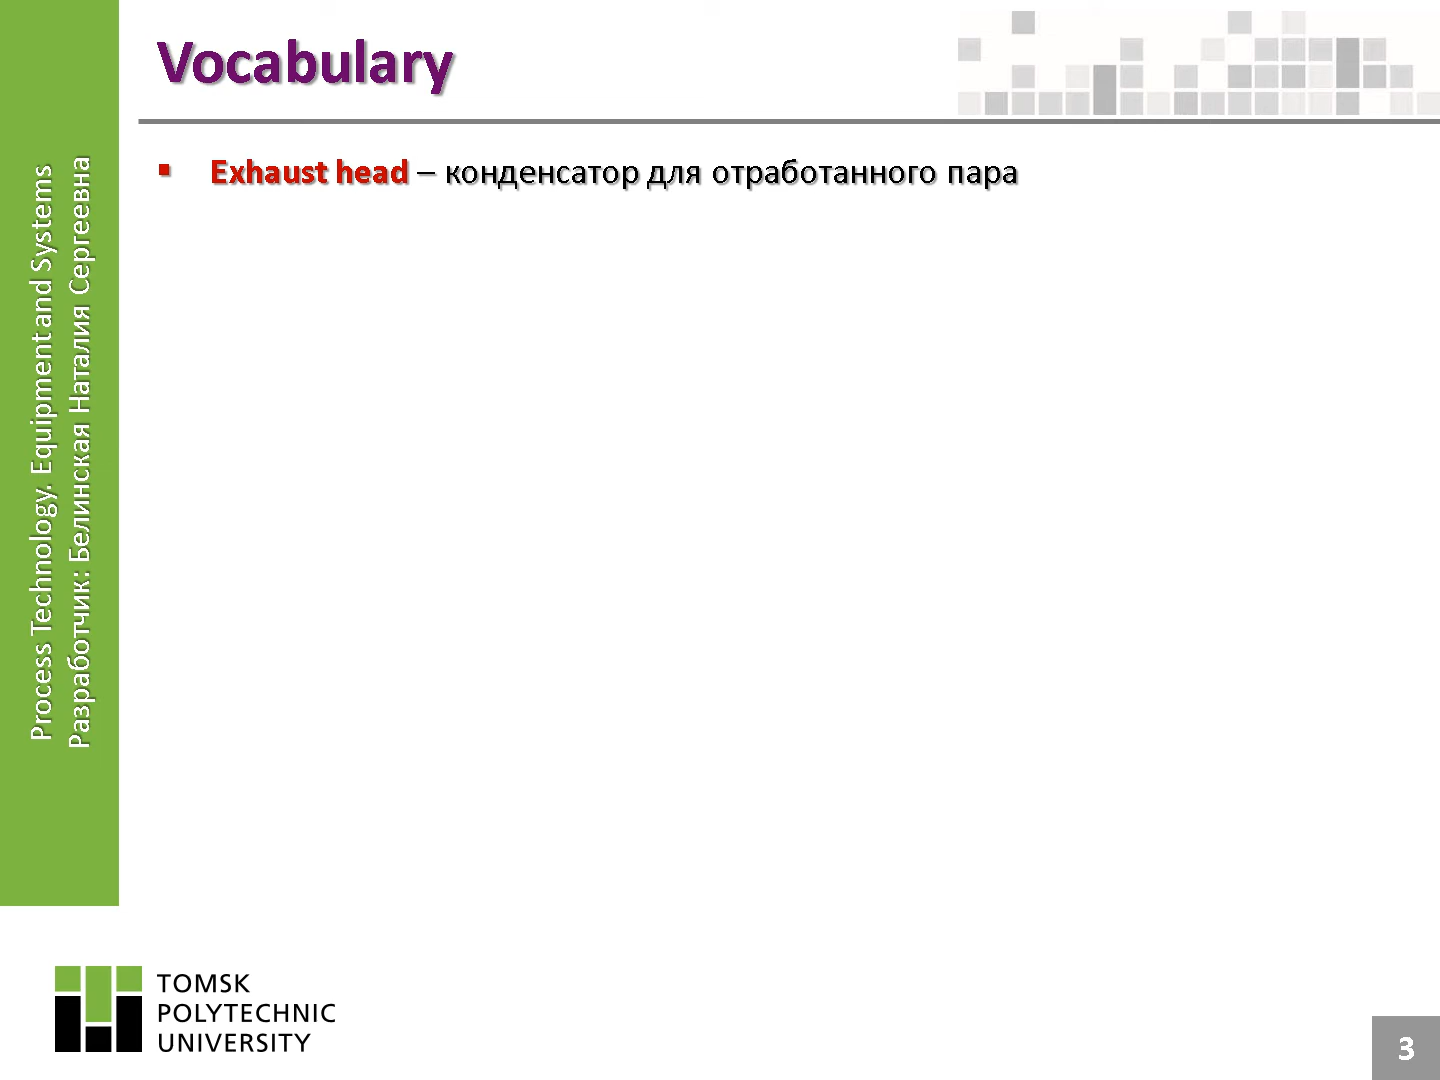 Vocabulary
▪ Exhaust head – конденсатор для отработанного пара
Process Technology. Equipment and Systems
Разработчик: Белинская Наталия Сергеевна
TOMSK
POLYTECHNIC
UNIVERSITY
3